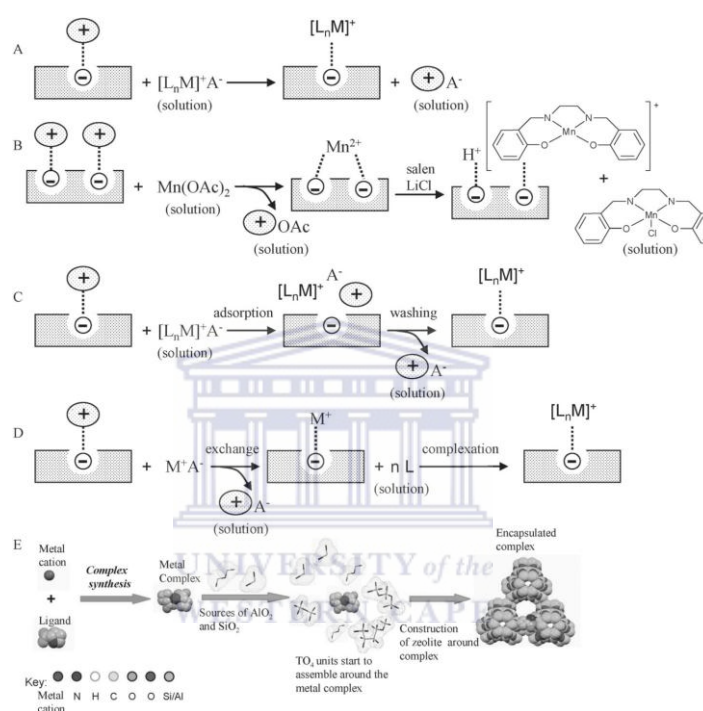 A
[LₙM]⁺
+ [LₙM]⁺A⁻
(solution)
+
A⁻
(solution)
B
+ Mn(OAc)₂
(solution)
OAc
(solution)
Mn²⁺
salen
LiCl
H⁺
N
N
Mn
O
O
+
+
N
N
Mn
O
O
Cl
(solution)
C
+ [LₙM]⁺A⁻
(solution)
adsorption
A⁻
[LₙM]⁺
washing
A⁻
(solution)
[LₙM]⁺
D
+ M⁺A⁻
exchange
A⁻
(solution)
M⁺
+ n L
(solution)
complexation
[LₙM]⁺
E
Metal
cation
+
Ligand
Complex
synthesis
Metal
Complex
Sources of AlO₂
and SiO₂
TO₄ units start to
assemble around the
metal complex
Construction
of zeolite around
complex
Encapsulated
complex
UNIVERSITY of the
WESTERN CAPE
Key:
Metal
cation
N H C O O Si/Al